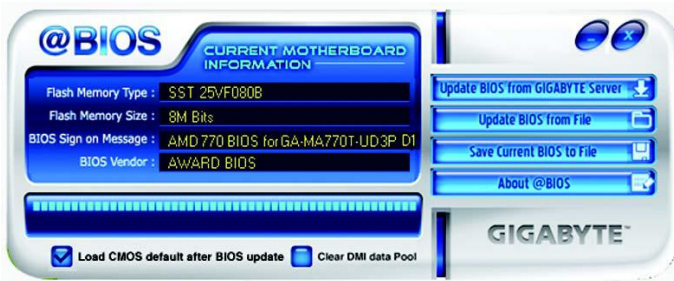 @BIOS
CURRENT MOTHERBOARD
INFORMATION
Flash Memory Type : SST 25VF080B
Flash Memory Size : 8M Bits
BIOS Sign on Message : AMD 770 BIOS for GA-MA770T-UD3P D1
BIOS Vendor : AWARD BIOS
Load CMOS default after BIOS update
Clear DMI data Pool
- x
Update BIOS from GIGABYTE Server
Update BIOS from File
Save Current BIOS to File
About @BIOS
GIGABYTE™